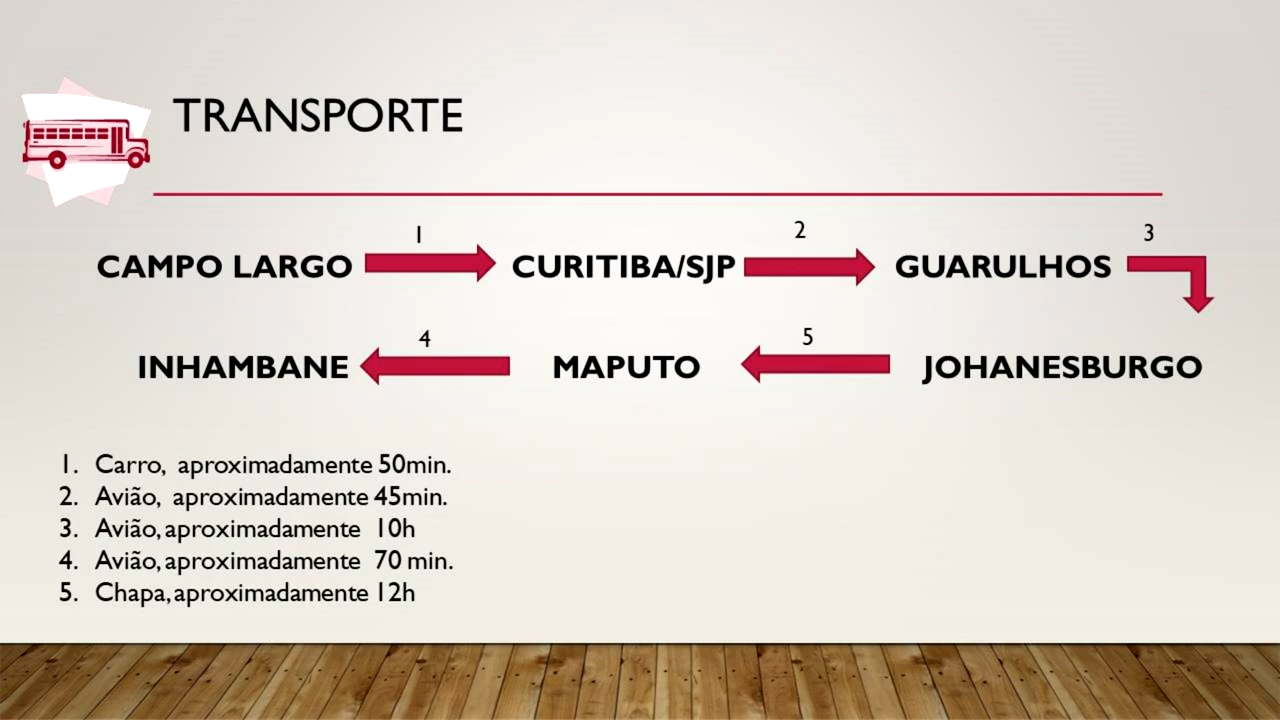 TRANSPORTE
1 2 3
CAMPO LARGO CURITIBA/SJP GUARULHOS
4 5
INHAMBANE MAPUTO JOHANESBURGO
1. Carro, aproximadamente 50min.
2. Avião, aproximadamente 45min.
3. Avião, aproximadamente 10h
4. Avião, aproximadamente 70 min.
5. Chapa, aproximadamente 12h